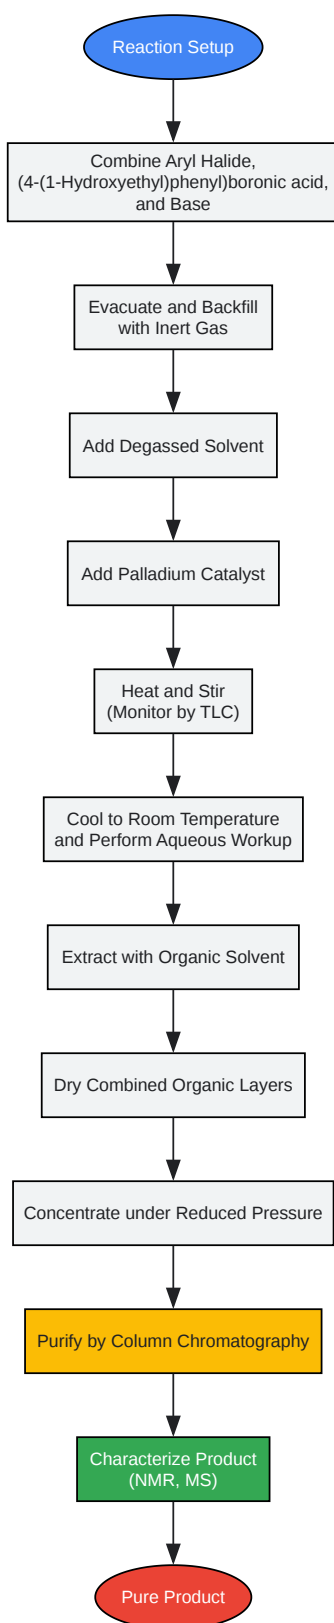 Reaction Setup
Combine Aryl Halide,
(4-(1-Hydroxyethyl)phenyl)boronic acid,
and Base
Evacuate and Backfill
with Inert Gas
Add Degassed Solvent
Add Palladium Catalyst
Heat and Stir
(Monitor by TLC)
Cool to Room Temperature
and Perform Aqueous Workup
Extract with Organic Solvent
Dry Combined Organic Layers
Concentrate under Reduced Pressure
Purify by Column Chromatography
Characterize Product
(NMR, MS)
Pure Product